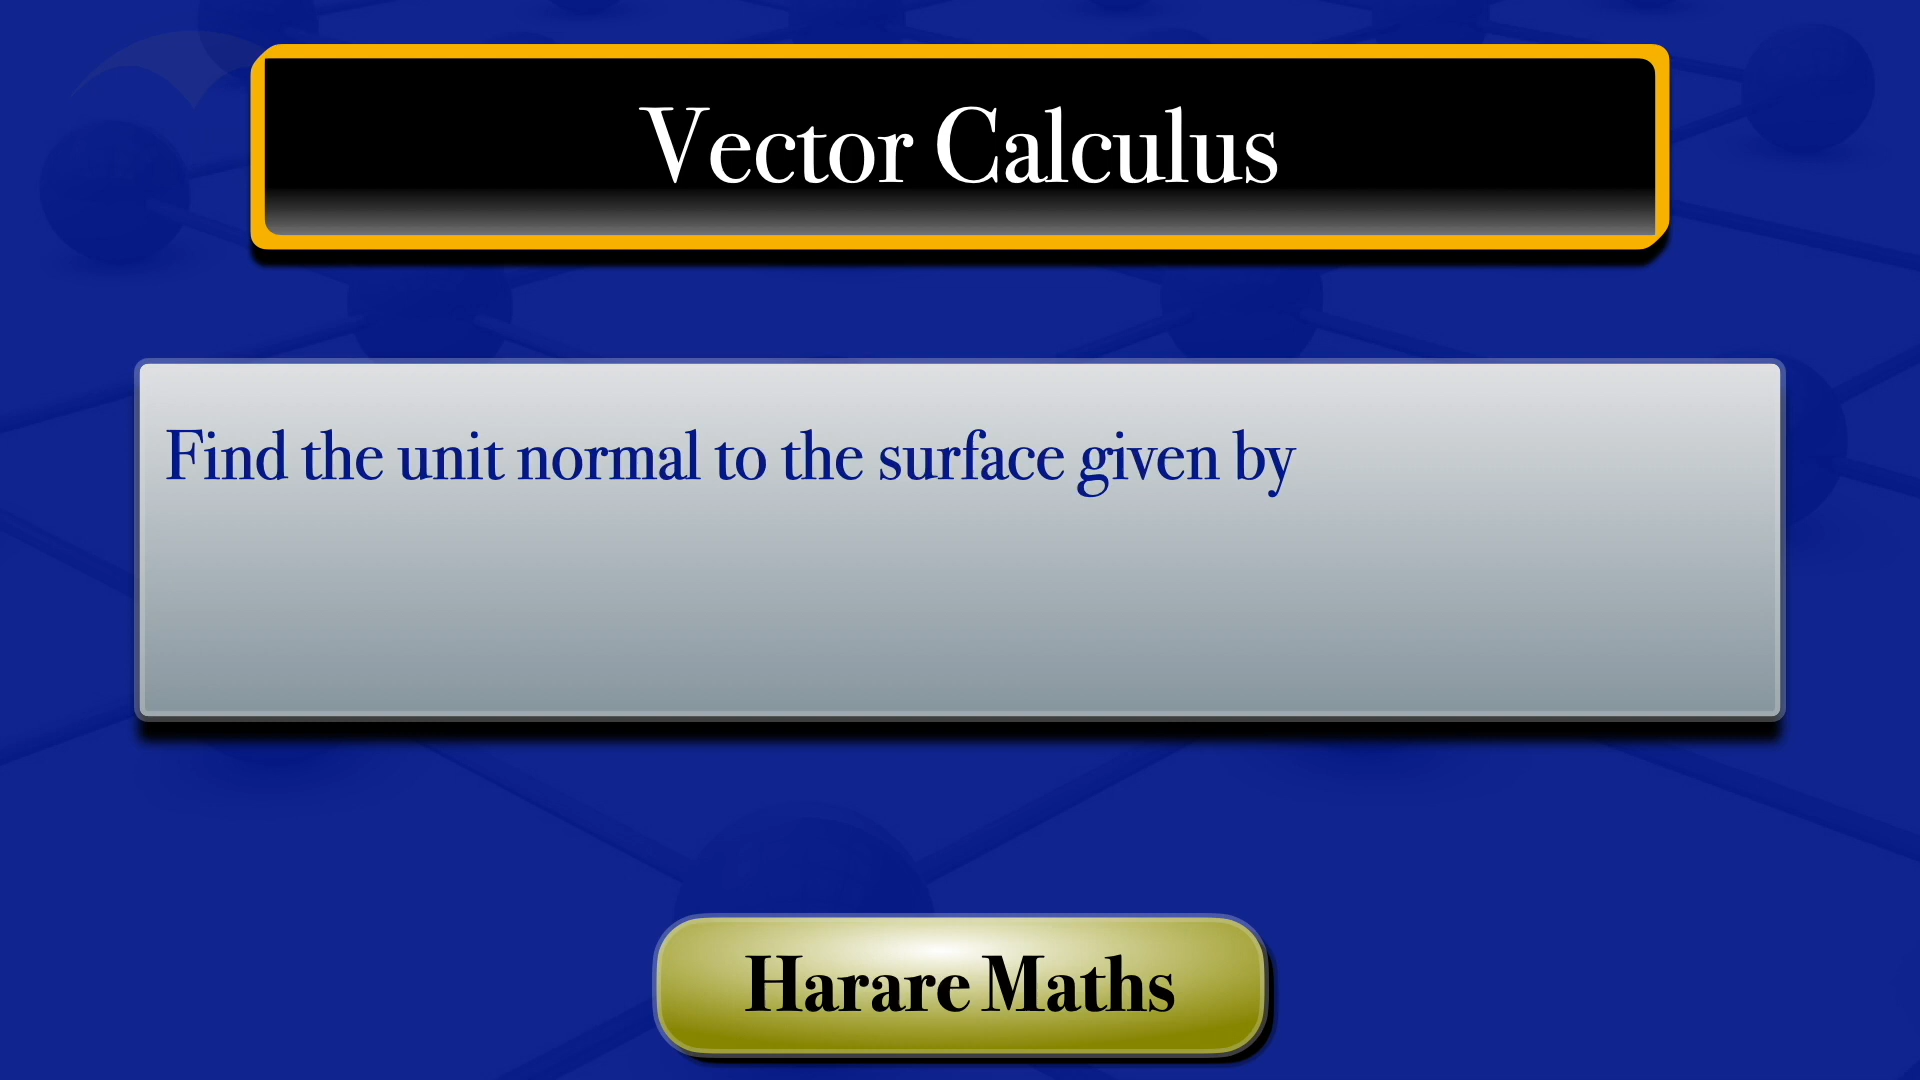 Vector Calculus
Find the unit normal to the surface given by
Harare Maths